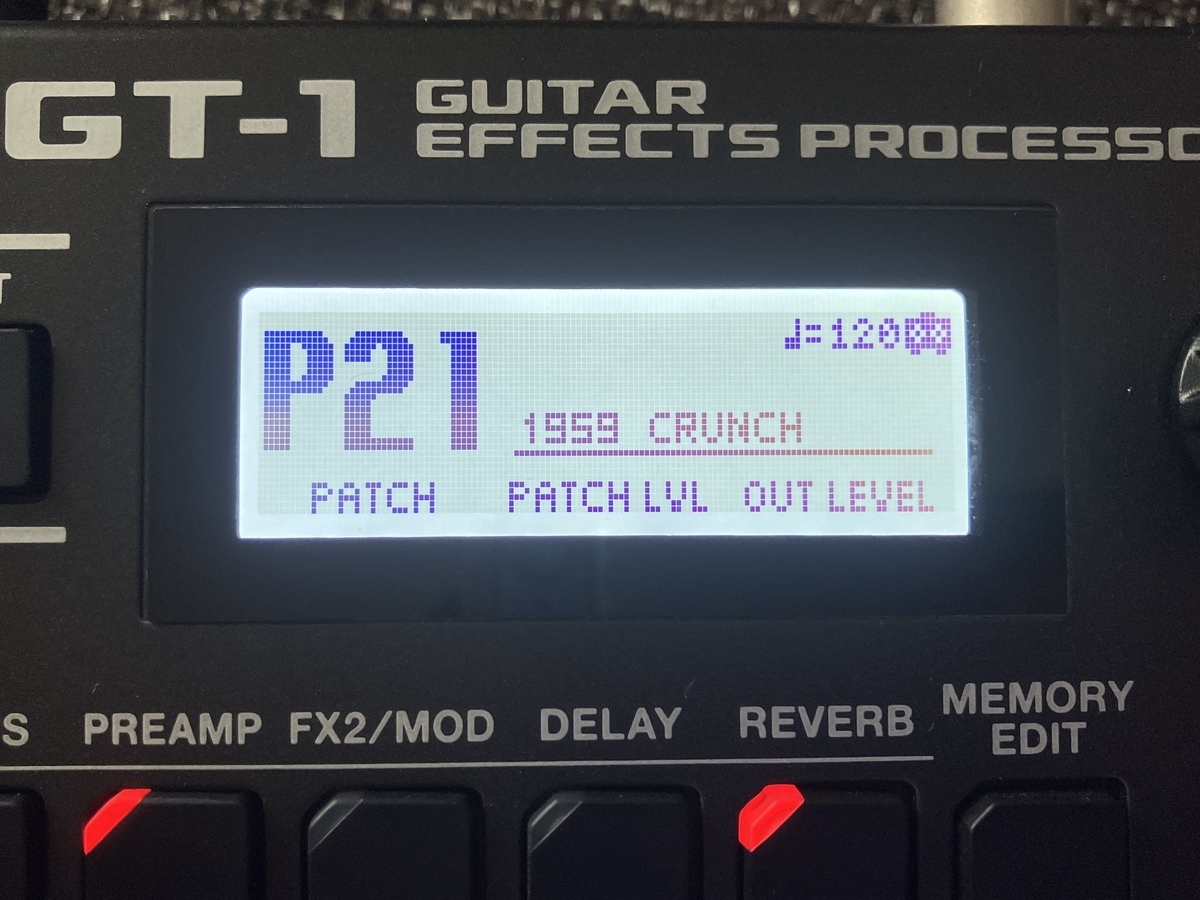 GT-1
GUITAR
EFFECTS PROCESSO
T
P21
♩=120
1959 CRUNCH
PATCH
PATCH LVL
OUT LEVEL
S
PREAMP
FX2/MOD
DELAY
REVERB
MEMORY
EDIT